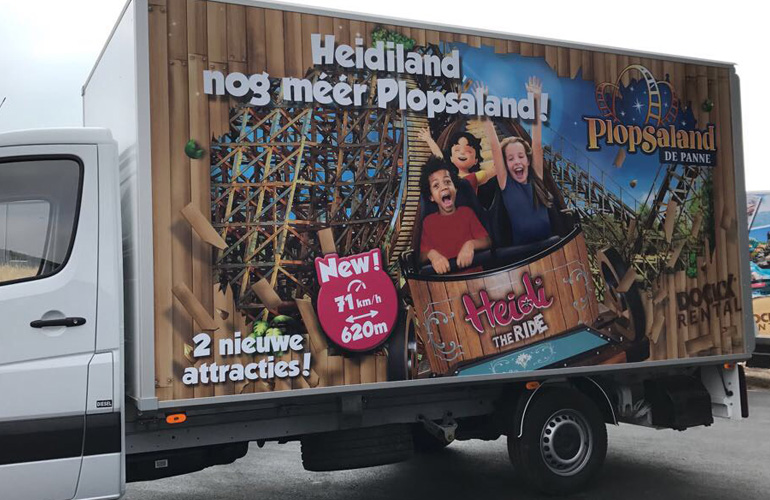 Heidiland,
nog méér Plopsaland!
Plopsaland
DE PANNE
New!
71 km/h
620m
Heidi
THE RIDE
2 nieuwe
attracties!
DOCKX
RENTAL
DIESEL